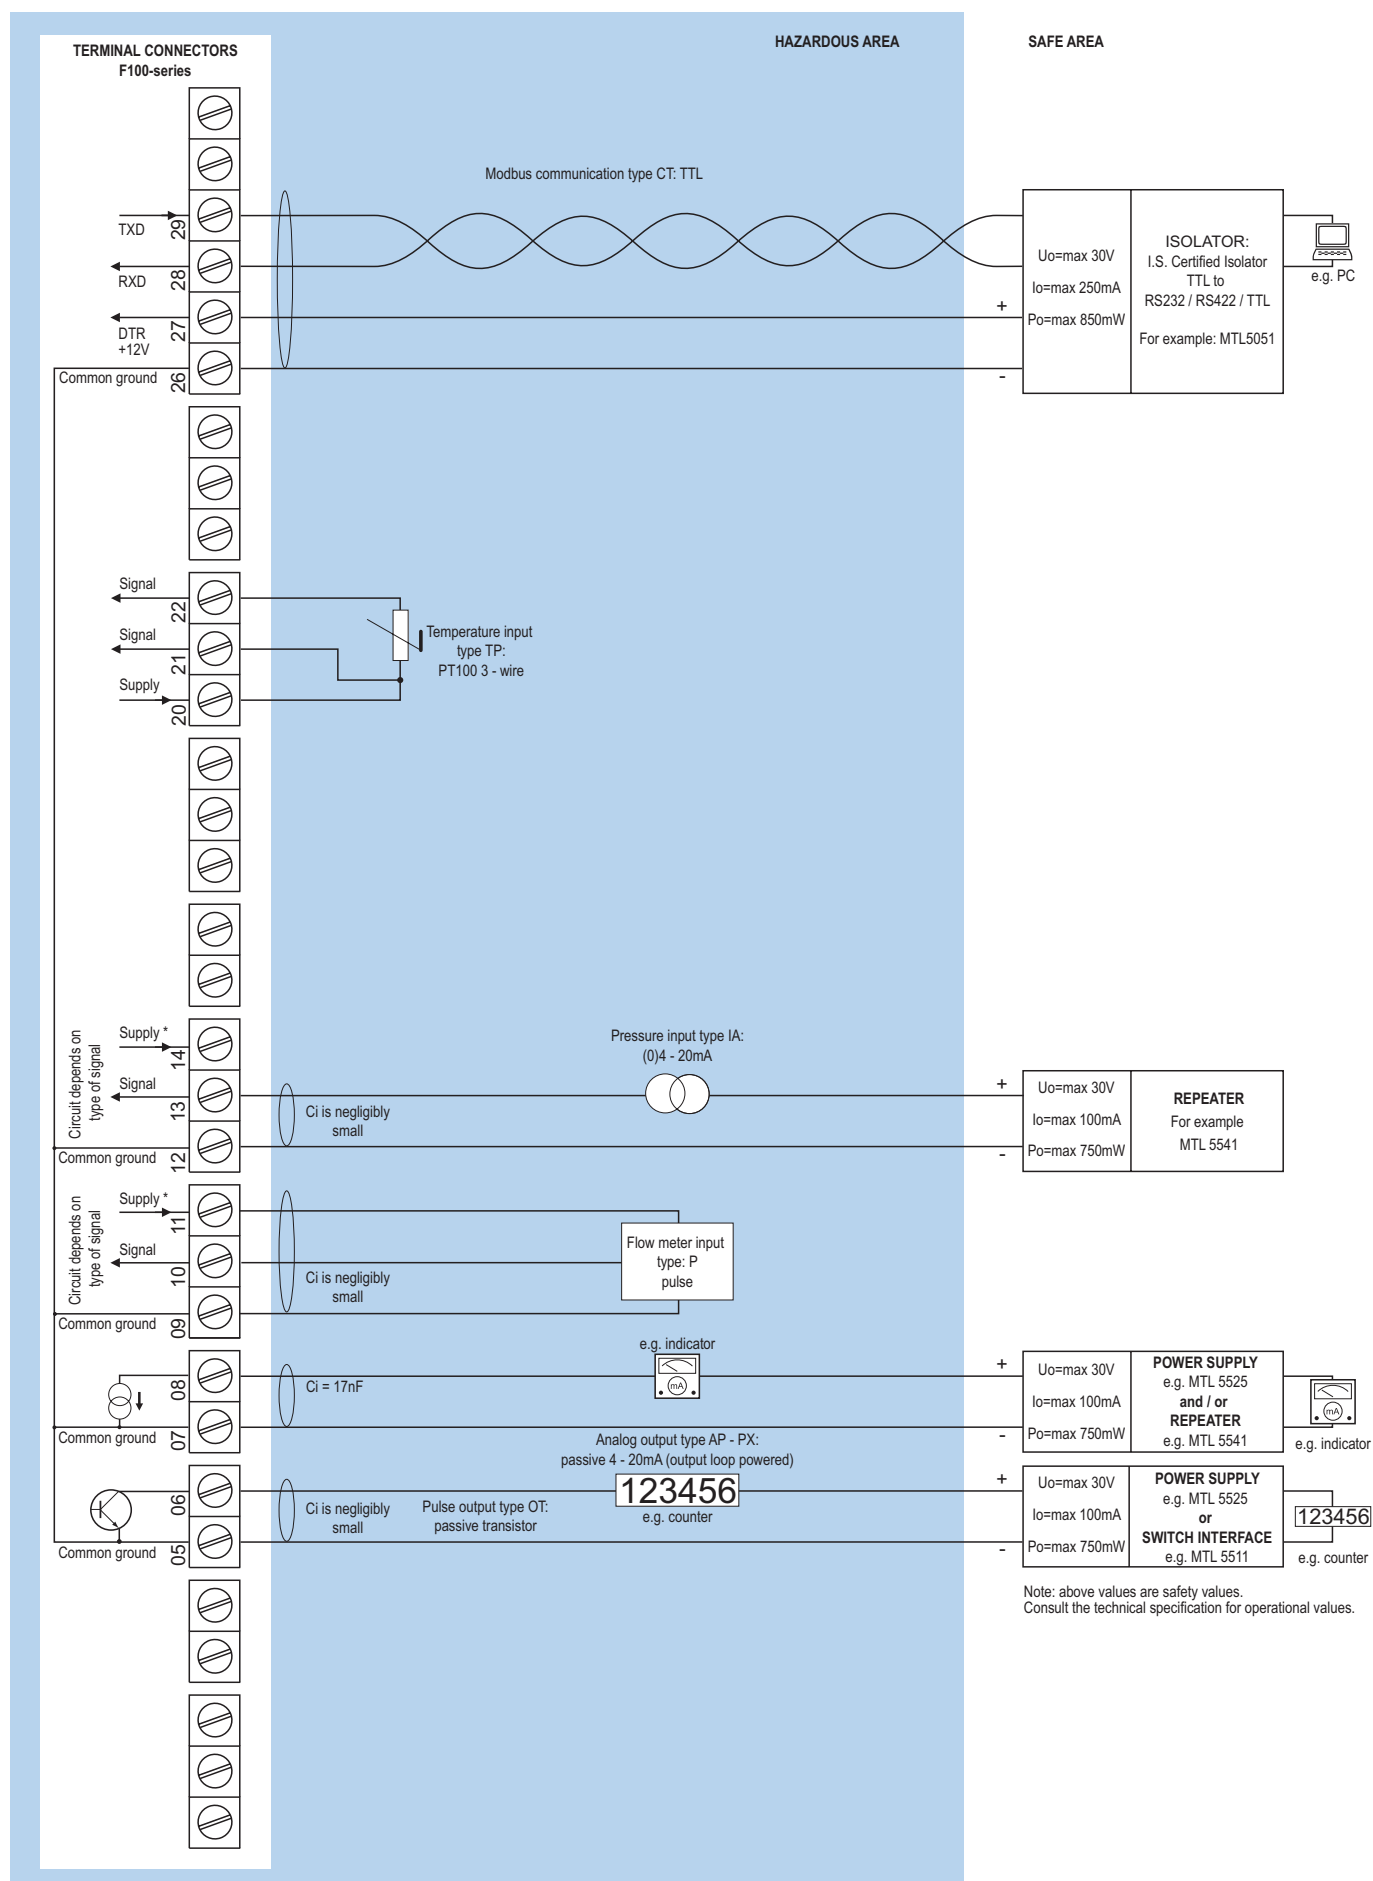 HAZARDOUS AREA
SAFE AREA
TERMINAL CONNECTORS
F100-series
Modbus communication type CT: TTL
TXD
29
RXD
28
DTR
+12V
27
Common ground
26
+
-
Uo=max 30V
Io=max 250mA
Po=max 850mW
ISOLATOR:
I.S. Certified Isolator
TTL to
RS232 / RS422 / TTL
For example: MTL5051
e.g. PC
Signal
22
Signal
21
Supply
20
Temperature input
type TP:
PT100 3 - wire
Circuit depends on
type of signal
Supply *
14
Signal
13
Common ground
12
Ci is negligibly
small
Pressure input type IA:
(0)4 - 20mA
+
-
Uo=max 30V
Io=max 100mA
Po=max 750mW
REPEATER
For example
MTL 5541
Circuit depends on
type of signal
Supply *
11
Signal
10
Common ground
09
Ci is negligibly
small
Flow meter input
type: P
pulse
08
Common ground
07
Ci = 17nF
e.g. indicator
mA
Analog output type AP - PX:
passive 4 - 20mA (output loop powered)
+
-
Uo=max 30V
Io=max 100mA
Po=max 750mW
POWER SUPPLY
e.g. MTL 5525
and / or
REPEATER
e.g. MTL 5541
mA
e.g. indicator
06
Common ground
05
Ci is negligibly
small
Pulse output type OT:
passive transistor
123456
e.g. counter
+
-
Uo=max 30V
Io=max 100mA
Po=max 750mW
POWER SUPPLY
e.g. MTL 5525
or
SWITCH INTERFACE
e.g. MTL 5511
123456
e.g. counter
Note: above values are safety values.
Consult the technical specification for operational values.